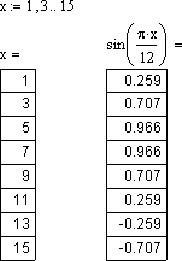 x := 1, 3 .. 15
x =
sin(π·x/12) =
1 0.259
3 0.707
5 0.966
7 0.966
9 0.707
11 0.259
13 -0.259
15 -0.707